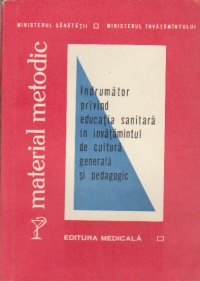 MINISTERUL SĂNĂTĂȚII □ MINISTERUL ÎNVĂȚĂMÎNTULUI
material metodic
Îndrumător
privind
educația sanitară
în învățămîntul
de cultură
generală
și pedagogic
EDITURA MEDICALĂ □